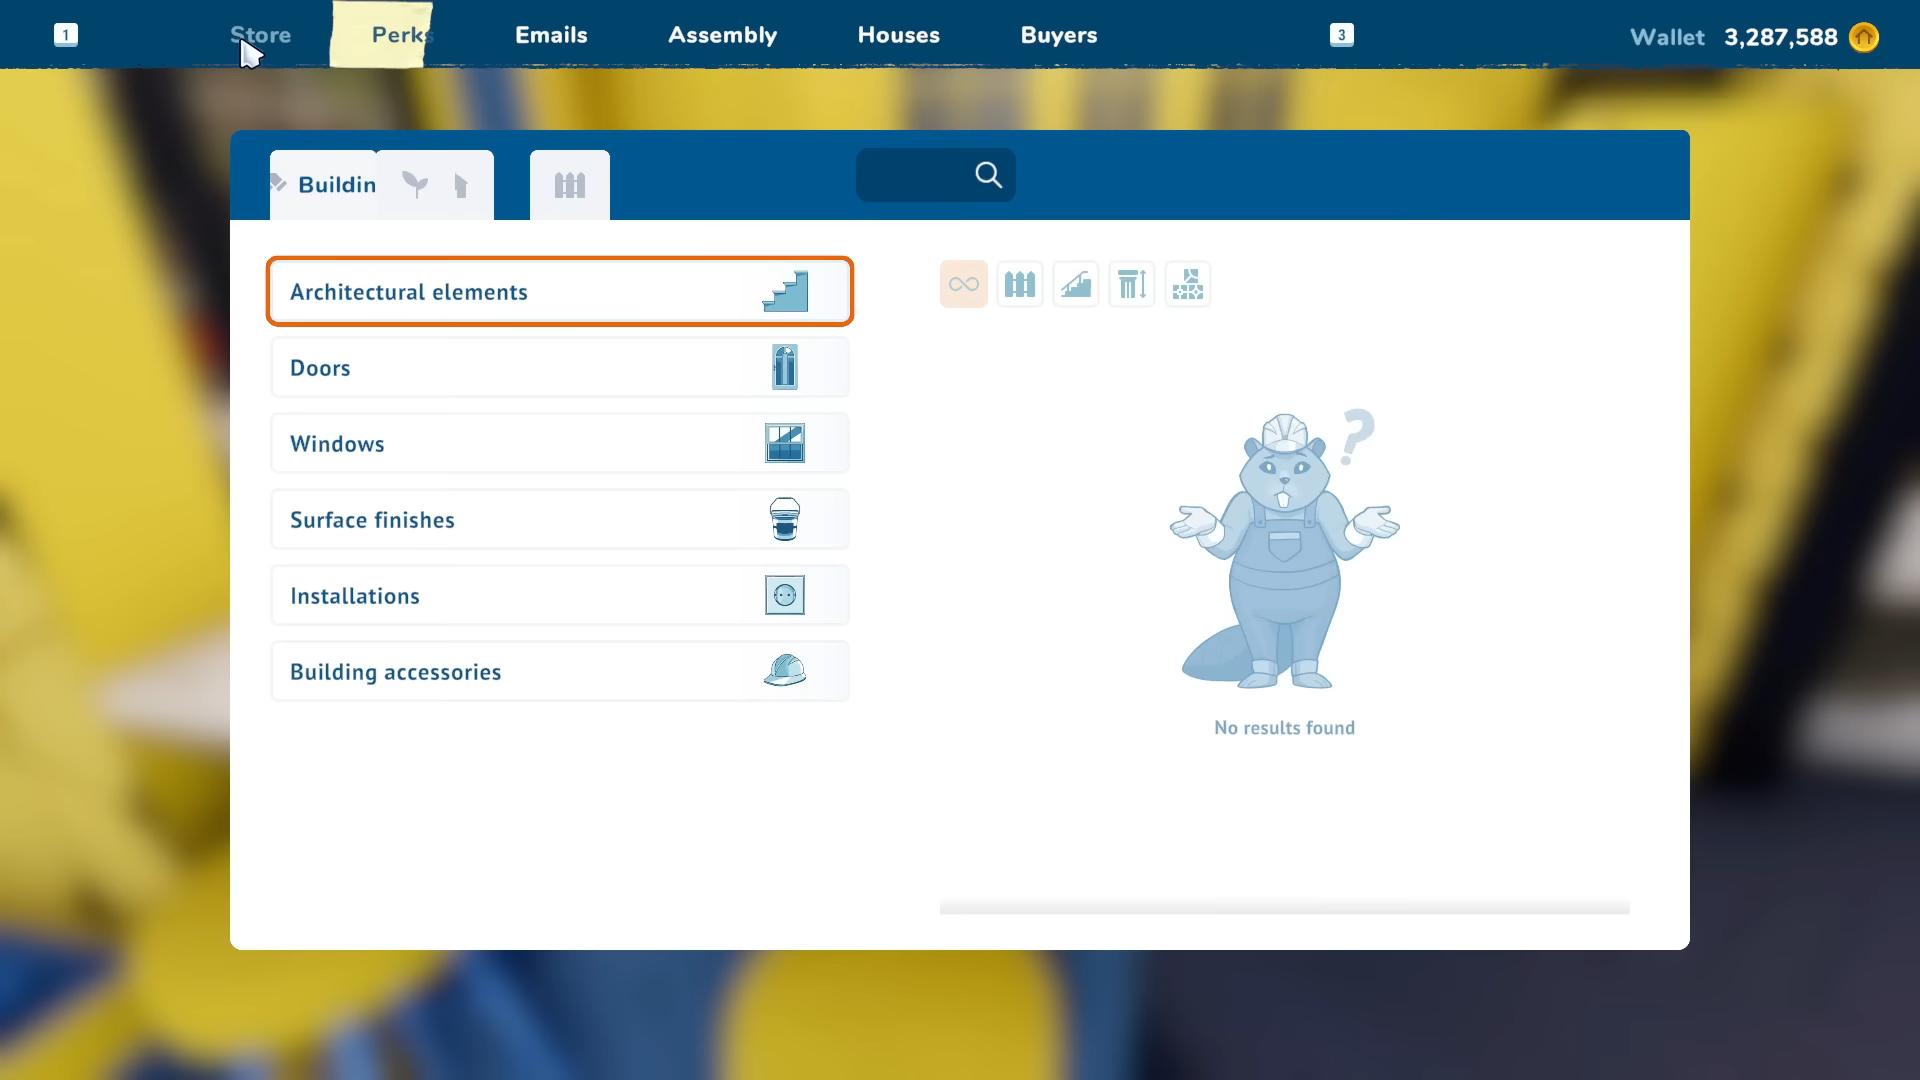 1 Store Perks Emails Assembly Houses Buyers 3 Wallet 3,287,588
Buildin
Architectural elements
Doors
Windows
Surface finishes
Installations
Building accessories
?
No results found